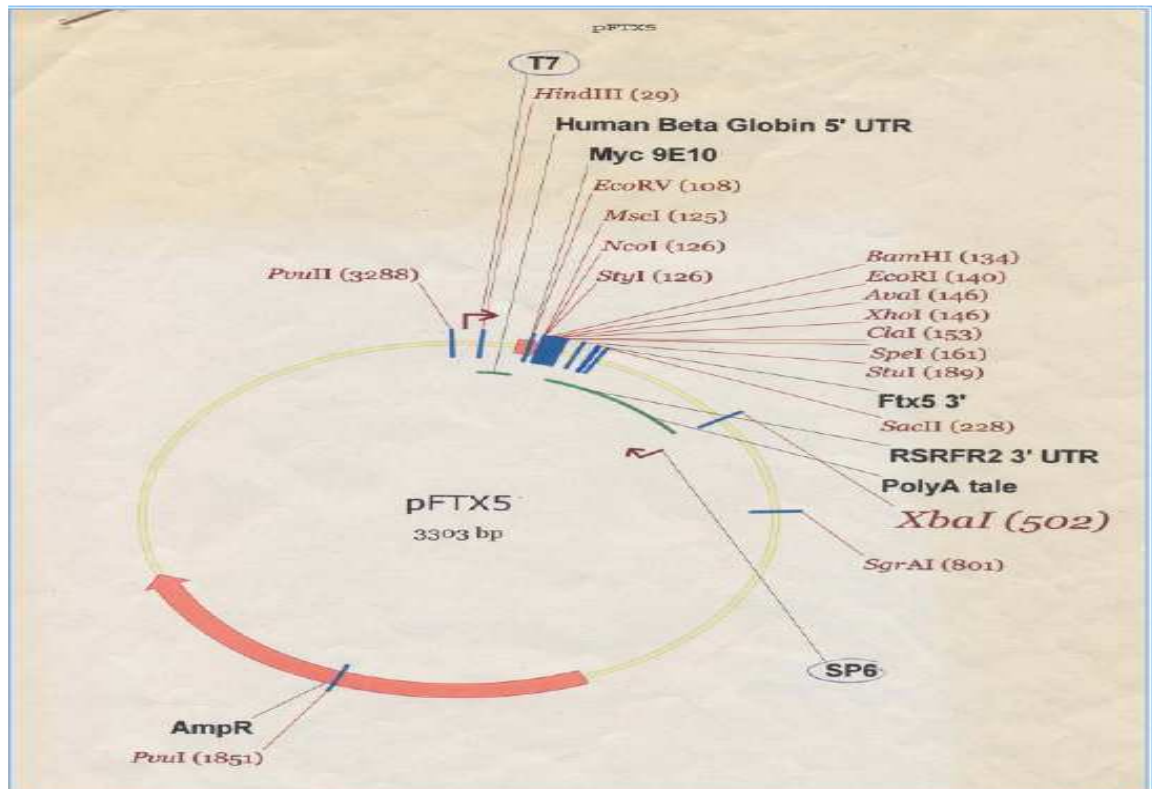 pFTX5
T7
HindIII (29)
Human Beta Globin 5' UTR
Myc 9E10
EcoRV (108)
MscI (125)
NcoI (126)
StyI (126)
PvuII (3288)
BamHI (134)
EcoRI (140)
AvaI (146)
XhoI (146)
ClaI (153)
SpeI (161)
StuI (189)
Ftx5 3'
SacII (228)
RSRFR2 3' UTR
PolyA tale
XbaI (502)
SgrAI (801)
pFTX5
3303 bp
SP6
AmpR
PvuI (1851)